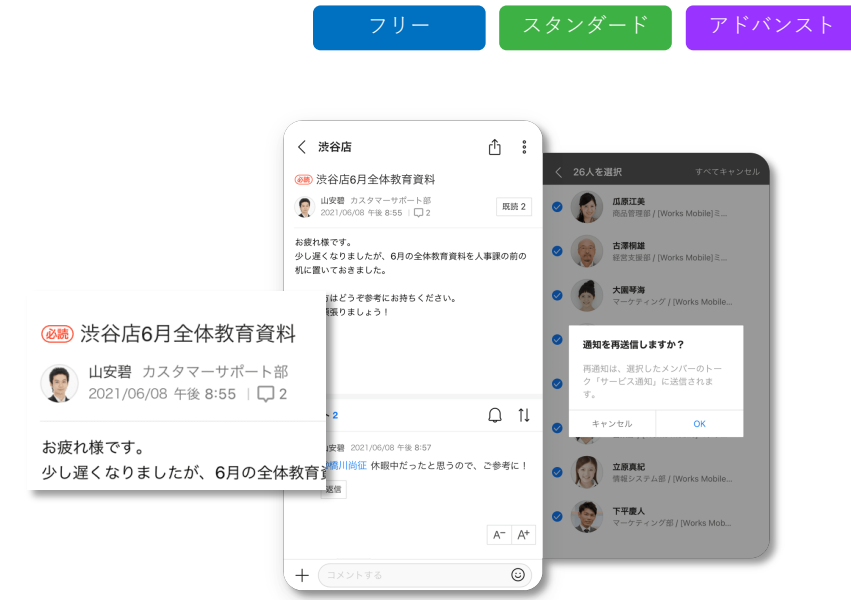 フリー
スタンダード
アドバンスト
渋谷店
必読 渋谷店6月全体教育資料
山安碧 カスタマーサポート部
2021/06/08 午後 8:55 2
既読 2
お疲れ様です。
少し遅くなりましたが、6月の全体教育資料を人事課の前の
机に置いておきました。
方はどうぞ参考にお持ちください。
張りましょう！
2
山安碧 2021/06/08 午後 8:57
橋川尚征 休暇中だったと思うので、ご参考に！
返信
A- A+
コメントする
必読 渋谷店6月全体教育資料
山安碧 カスタマーサポート部
2021/06/08 午後 8:55 2
お疲れ様です。
少し遅くなりましたが、6月の全体教育
26人を選択 すべてキャンセル
瓜原江美
商品管理部 / [Works Mobile]ミ...
古澤桐雄
経営支援部 / [Works Mobile]ミ...
大園琴海
マーケティング / [Works Mobile...
通知を再送信しますか？
再通知は、選択したメンバーのトー
ク「サービス通知」に送信されま
す。
キャンセル OK
立原真紀
情報システム部 / [Works Mobile...
下平慶人
マーケティング部 / [Works Mob...